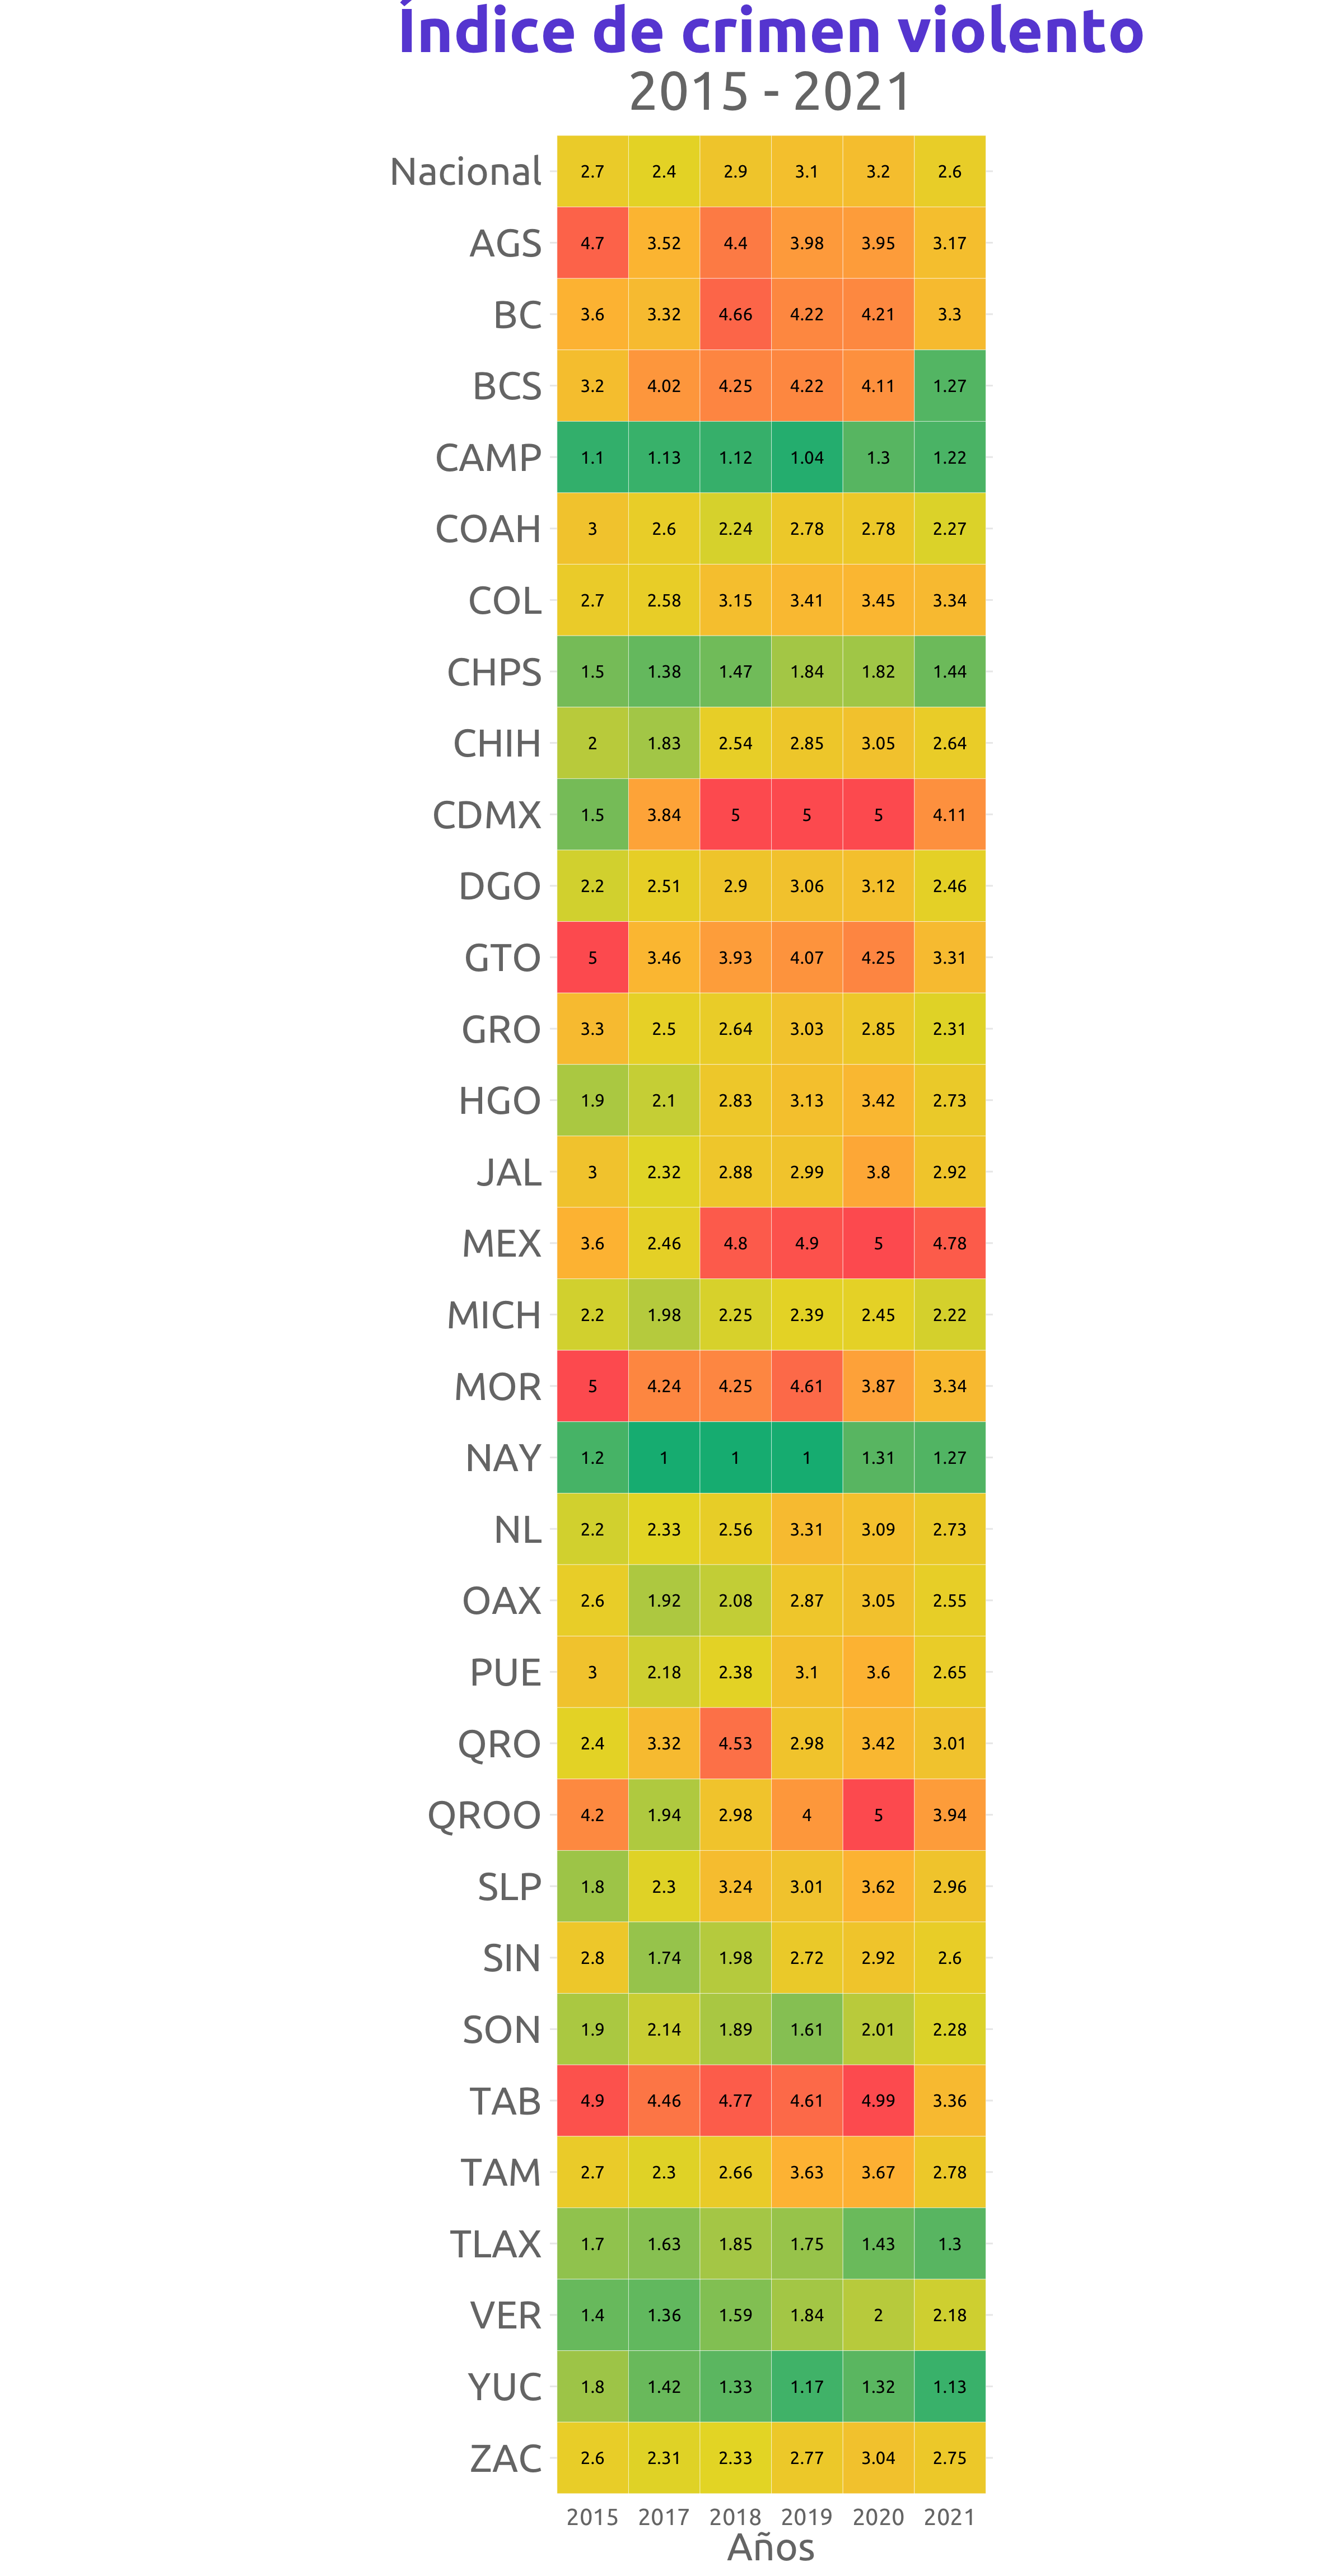 Índice de crimen violento
2015 - 2021
Nacional 2.7 2.4 2.9 3.1 3.2 2.6
AGS 4.7 3.52 4.4 3.98 3.95 3.17
BC 3.6 3.32 4.66 4.22 4.21 3.3
BCS 3.2 4.02 4.25 4.22 4.11 1.27
CAMP 1.1 1.13 1.12 1.04 1.3 1.22
COAH 3 2.6 2.24 2.78 2.78 2.27
COL 2.7 2.58 3.15 3.41 3.45 3.34
CHPS 1.5 1.38 1.47 1.84 1.82 1.44
CHIH 2 1.83 2.54 2.85 3.05 2.64
CDMX 1.5 3.84 5 5 5 4.11
DGO 2.2 2.51 2.9 3.06 3.12 2.46
GTO 5 3.46 3.93 4.07 4.25 3.31
GRO 3.3 2.5 2.64 3.03 2.85 2.31
HGO 1.9 2.1 2.83 3.13 3.42 2.73
JAL 3 2.32 2.88 2.99 3.8 2.92
MEX 3.6 2.46 4.8 4.9 5 4.78
MICH 2.2 1.98 2.25 2.39 2.45 2.22
MOR 5 4.24 4.25 4.61 3.87 3.34
NAY 1.2 1 1 1 1.31 1.27
NL 2.2 2.33 2.56 3.31 3.09 2.73
OAX 2.6 1.92 2.08 2.87 3.05 2.55
PUE 3 2.18 2.38 3.1 3.6 2.65
QRO 2.4 3.32 4.53 2.98 3.42 3.01
QROO 4.2 1.94 2.98 4 5 3.94
SLP 1.8 2.3 3.24 3.01 3.62 2.96
SIN 2.8 1.74 1.98 2.72 2.92 2.6
SON 1.9 2.14 1.89 1.61 2.01 2.28
TAB 4.9 4.46 4.77 4.61 4.99 3.36
TAM 2.7 2.3 2.66 3.63 3.67 2.78
TLAX 1.7 1.63 1.85 1.75 1.43 1.3
VER 1.4 1.36 1.59 1.84 2 2.18
YUC 1.8 1.42 1.33 1.17 1.32 1.13
ZAC 2.6 2.31 2.33 2.77 3.04 2.75
2015 2017 2018 2019 2020 2021
Años